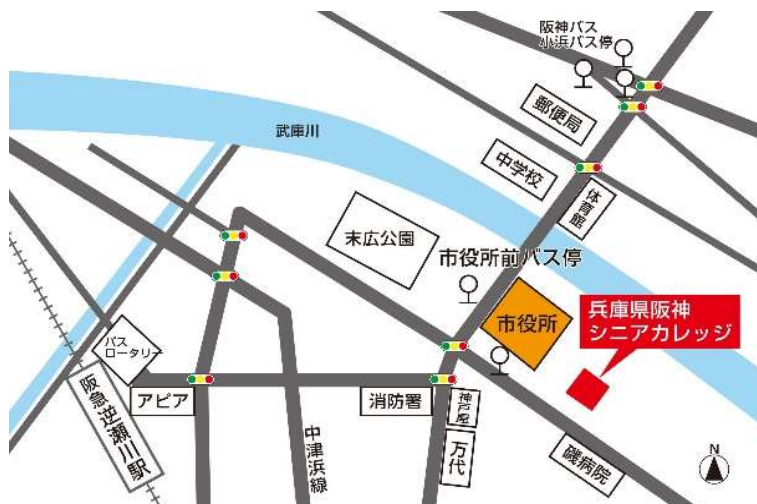 阪神バス
小浜バス停
郵便局
武庫川
中学校
体育館
末広公園
市役所前バス停
市役所
兵庫県阪神
シニアカレッジ
バス
ロータリー
アピア
消防署
神戸屋
万代
阪急逆瀬川駅
中津浜線
磯病院
N